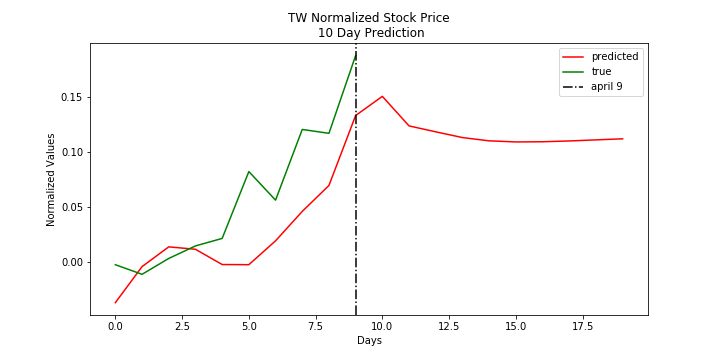 TW Normalized Stock Price
10 Day Prediction
predicted
true
april 9
0.15
0.10
0.05
0.00
Normalized Values
0.0 2.5 5.0 7.5 10.0 12.5 15.0 17.5
Days